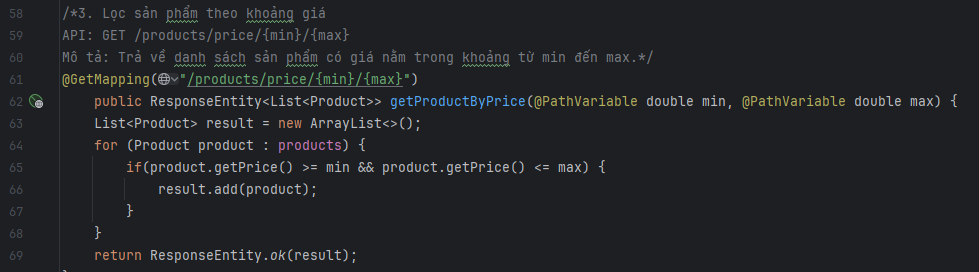 58 /*3. Lọc sản phẩm theo khoảng giá
59 API: GET /products/price/{min}/{max}
60 Mô tả: Trả về danh sách sản phẩm có giá nằm trong khoảng từ min đến max.*/
61 @GetMapping("/products/price/{min}/{max}")
62 public ResponseEntity<List<Product>> getProductByPrice(@PathVariable double min, @PathVariable double max) {
63 List<Product> result = new ArrayList<>();
64 for (Product product : products) {
65 if(product.getPrice() >= min && product.getPrice() <= max) {
66 result.add(product);
67 }
68 }
69 return ResponseEntity.ok(result);